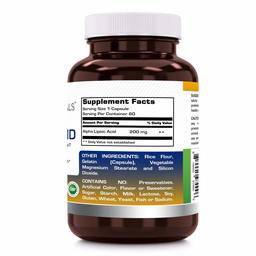 ALS
ID
Supplement Facts
Serving Size 1 Capsule
Serving Per Container 60
Amount Per Serving % Daily Value
Alpha Lipoic Acid 200 mg **
** Daily Value not established
OTHER INGREDIENTS: Rice Flour,
Gelatin (Capsule), Vegetable
Magnesium Stearate and Silicon
Dioxide.
CONTAINS NO: Preservatives,
Artificial Color, Flavor or Sweetener,
Sugar, Starch, Milk, Lactose, Soy,
Gluten, Wheat, Yeast, Fish or Sodium.